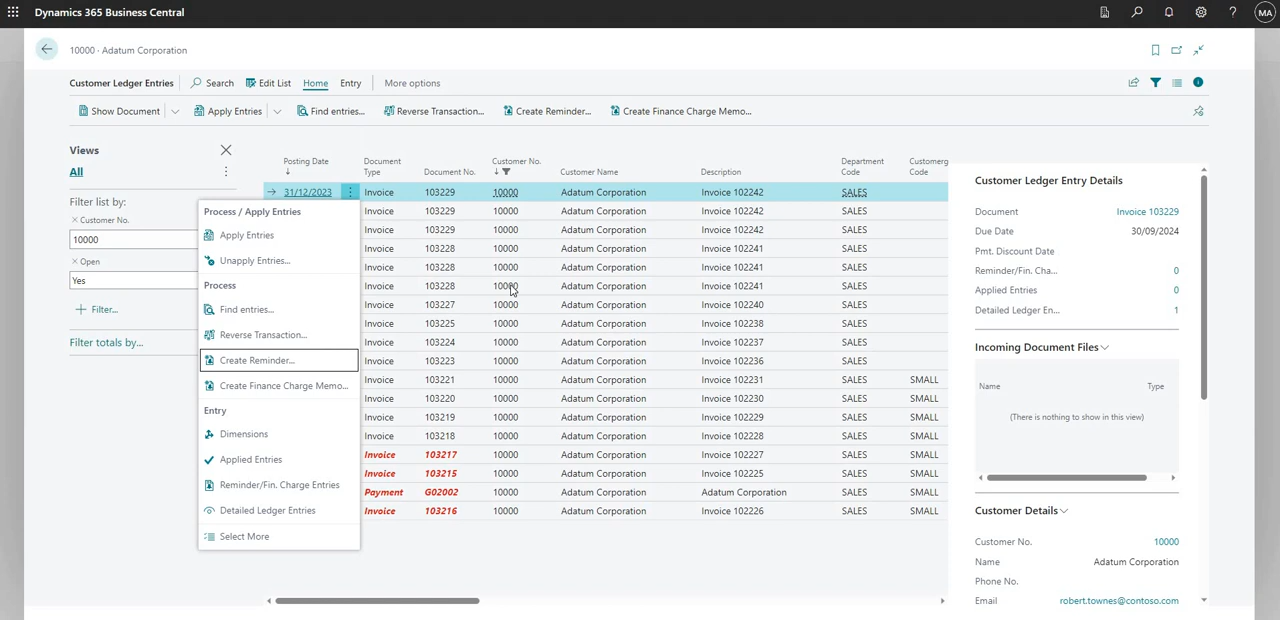 Dynamics 365 Business Central
MA
10000 · Adatum Corporation
Customer Ledger Entries Search Edit List Home Entry More options
Show Document Apply Entries Find entries... Reverse Transaction... Create Reminder... Create Finance Charge Memo...
Views
All
Filter list by:
× Customer No.
10000
× Open
Yes
+ Filter...
Filter totals by...
Posting Date ↓ Document Type Document No. Customer No. ↓ Customer Name Description Department Code Customerg Code
31/12/2023 Invoice 103229 10000 Adatum Corporation Invoice 102242 SALES
Invoice 103229 10000 Adatum Corporation Invoice 102242 SALES
Invoice 103229 10000 Adatum Corporation Invoice 102242 SALES
Invoice 103228 10000 Adatum Corporation Invoice 102241 SALES
Invoice 103228 10000 Adatum Corporation Invoice 102241 SALES
Invoice 103228 10000 Adatum Corporation Invoice 102241 SALES
Invoice 103227 10000 Adatum Corporation Invoice 102240 SALES
Invoice 103225 10000 Adatum Corporation Invoice 102238 SALES
Invoice 103224 10000 Adatum Corporation Invoice 102237 SALES
Invoice 103223 10000 Adatum Corporation Invoice 102236 SALES
Invoice 103221 10000 Adatum Corporation Invoice 102231 SALES SMALL
Invoice 103220 10000 Adatum Corporation Invoice 102230 SALES SMALL
Invoice 103219 10000 Adatum Corporation Invoice 102229 SALES SMALL
Invoice 103218 10000 Adatum Corporation Invoice 102228 SALES SMALL
Invoice 103217 10000 Adatum Corporation Invoice 102227 SALES SMALL
Invoice 103215 10000 Adatum Corporation Invoice 102225 SALES SMALL
Payment G02002 10000 Adatum Corporation Adatum Corporation SALES SMALL
Invoice 103216 10000 Adatum Corporation Invoice 102226 SALES SMALL
Process / Apply Entries
Apply Entries
Unapply Entries...
Process
Find entries...
Reverse Transaction...
Create Reminder...
Create Finance Charge Memo...
Entry
Dimensions
Applied Entries
Reminder/Fin. Charge Entries
Detailed Ledger Entries
Select More
Customer Ledger Entry Details
Document Invoice 103229
Due Date 30/09/2024
Pmt. Discount Date
Reminder/Fin. Cha... 0
Applied Entries 0
Detailed Ledger En... 1
Incoming Document Files
Name Type
(There is nothing to show in this view)
Customer Details
Customer No. 10000
Name Adatum Corporation
Phone No.
Email robert.townes@contoso.com